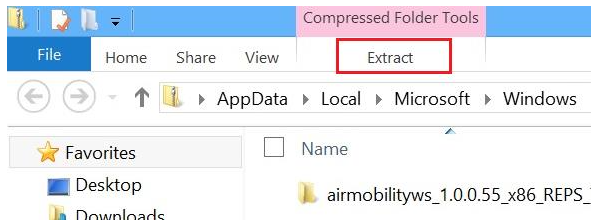 Compressed Folder Tools
File Home Share View Extract
AppData Local Microsoft Windows
Favorites
Name
Desktop
airmobilityws_1.0.0.55_x86_REPS_
Downloads